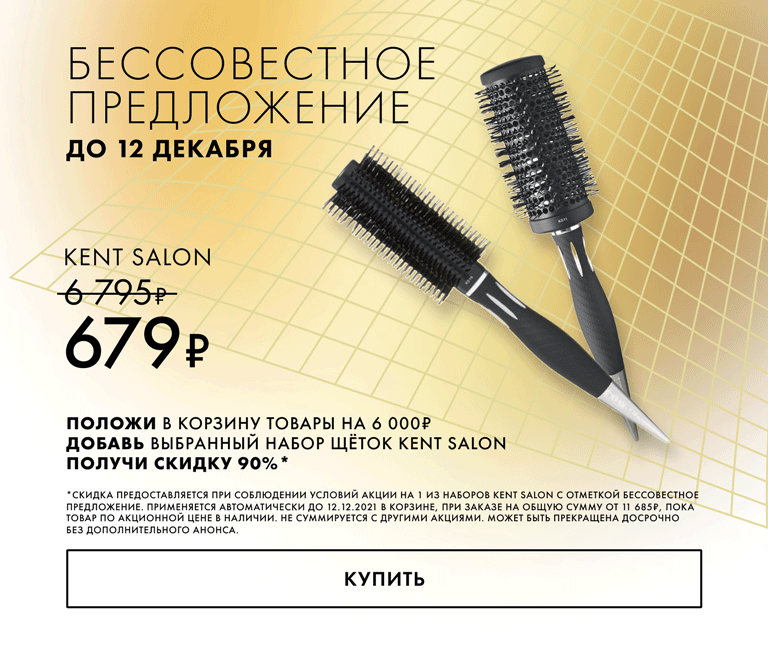 БЕССОВЕСТНОЕ
ПРЕДЛОЖЕНИЕ
ДО 12 ДЕКАБРЯ
KENT SALON
6 795₽
679₽
ПОЛОЖИ В КОРЗИНУ ТОВАРЫ НА 6 000₽
ДОБАВЬ ВЫБРАННЫЙ НАБОР ЩЁТОК KENT SALON
ПОЛУЧИ СКИДКУ 90%*
*СКИДКА ПРЕДОСТАВЛЯЕТСЯ ПРИ СОБЛЮДЕНИИ УСЛОВИЙ АКЦИИ НА 1 ИЗ НАБОРОВ KENT SALON С ОТМЕТКОЙ БЕССОВЕСТНОЕ
ПРЕДЛОЖЕНИЕ. ПРИМЕНЯЕТСЯ АВТОМАТИЧЕСКИ ДО 12.12.2021 В КОРЗИНЕ, ПРИ ЗАКАЗЕ НА ОБЩУЮ СУММУ ОТ 11 685₽, ПОКА
ТОВАР ПО АКЦИОННОЙ ЦЕНЕ В НАЛИЧИИ. НЕ СУММИРУЕТСЯ С ДРУГИМИ АКЦИЯМИ. МОЖЕТ БЫТЬ ПРЕКРАЩЕНА ДОСРОЧНО
БЕЗ ДОПОЛНИТЕЛЬНОГО АНОНСА.
КУПИТЬ